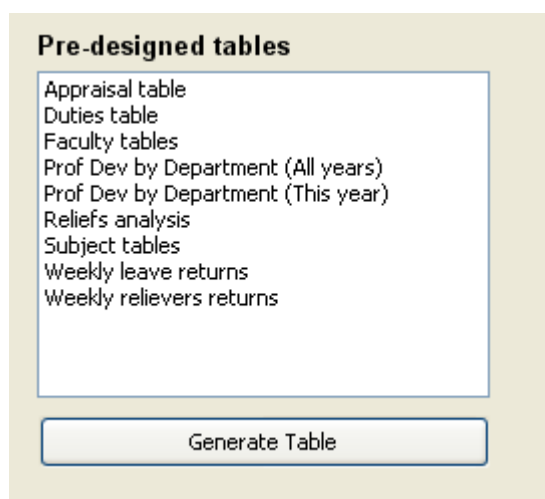 Pre-designed tables
Appraisal table
Duties table
Faculty tables
Prof Dev by Department (All years)
Prof Dev by Department (This year)
Reliefs analysis
Subject tables
Weekly leave returns
Weekly relievers returns
Generate Table